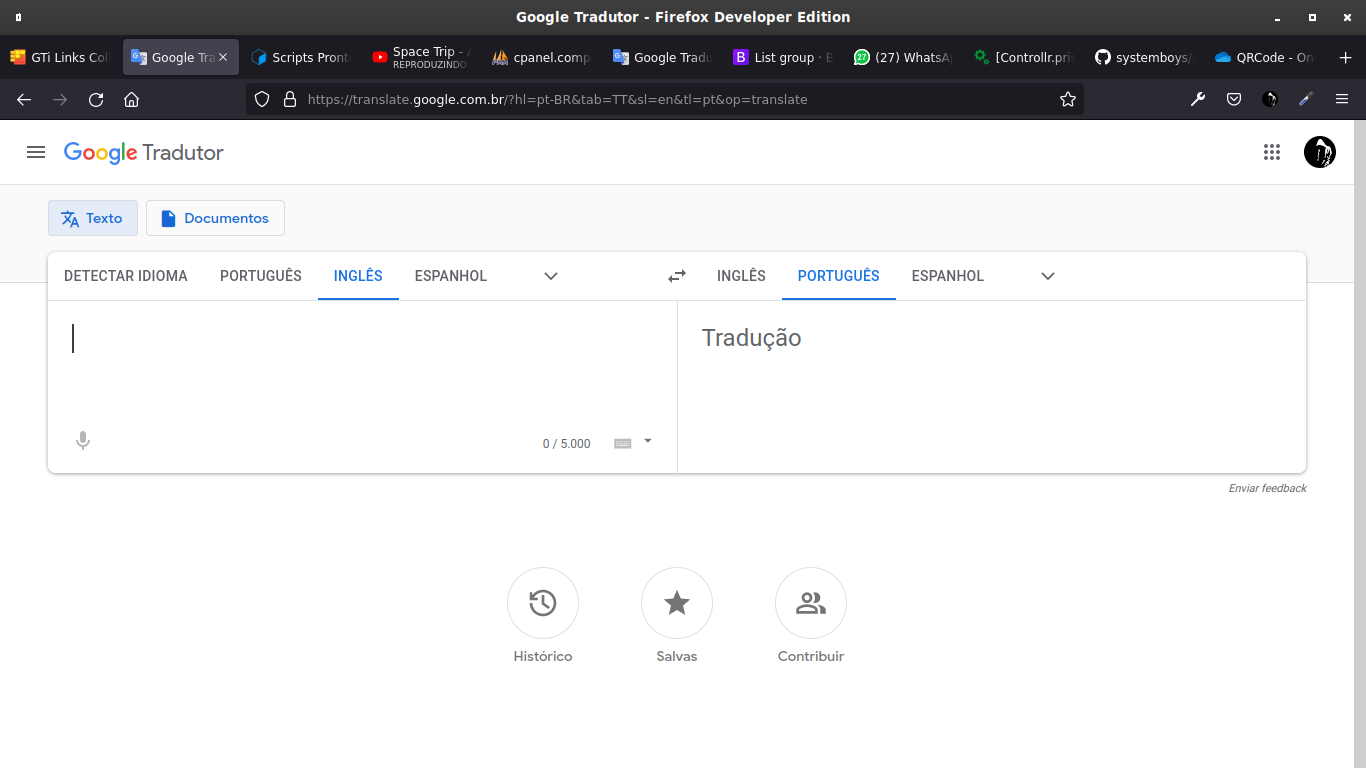 Google Tradutor - Firefox Developer Edition
GTi Links Col
Google Tra
Scripts Pront
Space Trip - A
REPRODUZINDO
cpanel.comp
Google Tradu
B List group · B
27 (27) WhatsA
[Controllr.pri
systemboys/
QRCode - On
https://translate.google.com.br/?hl=pt-BR&tab=TT&sl=en&tl=pt&op=translate
Google Tradutor
Texto
Documentos
DETECTAR IDIOMA PORTUGUÊS INGLÊS ESPANHOL
INGLÊS PORTUGUÊS ESPANHOL
Tradução
0 / 5.000
Enviar feedback
Histórico
Salvas
Contribuir